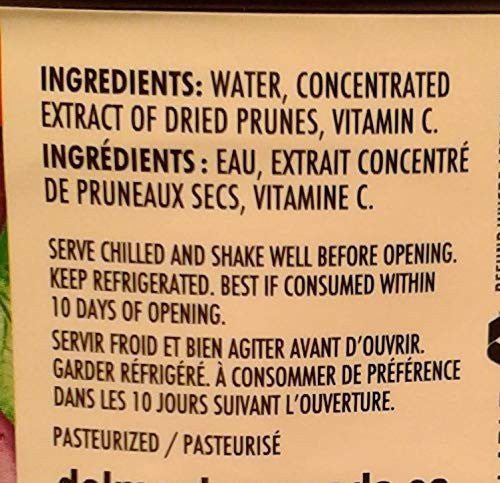 INGREDIENTS: WATER, CONCENTRATED
EXTRACT OF DRIED PRUNES, VITAMIN C.
INGRÉDIENTS : EAU, EXTRAIT CONCENTRÉ
DE PRUNEAUX SECS, VITAMINE C.
SERVE CHILLED AND SHAKE WELL BEFORE OPENING.
KEEP REFRIGERATED. BEST IF CONSUMED WITHIN
10 DAYS OF OPENING.
SERVIR FROID ET BIEN AGITER AVANT D'OUVRIR.
GARDER RÉFRIGÉRÉ. À CONSOMMER DE PRÉFÉRENCE
DANS LES 10 JOURS SUIVANT L'OUVERTURE.
PASTEURIZED / PASTEURISÉ